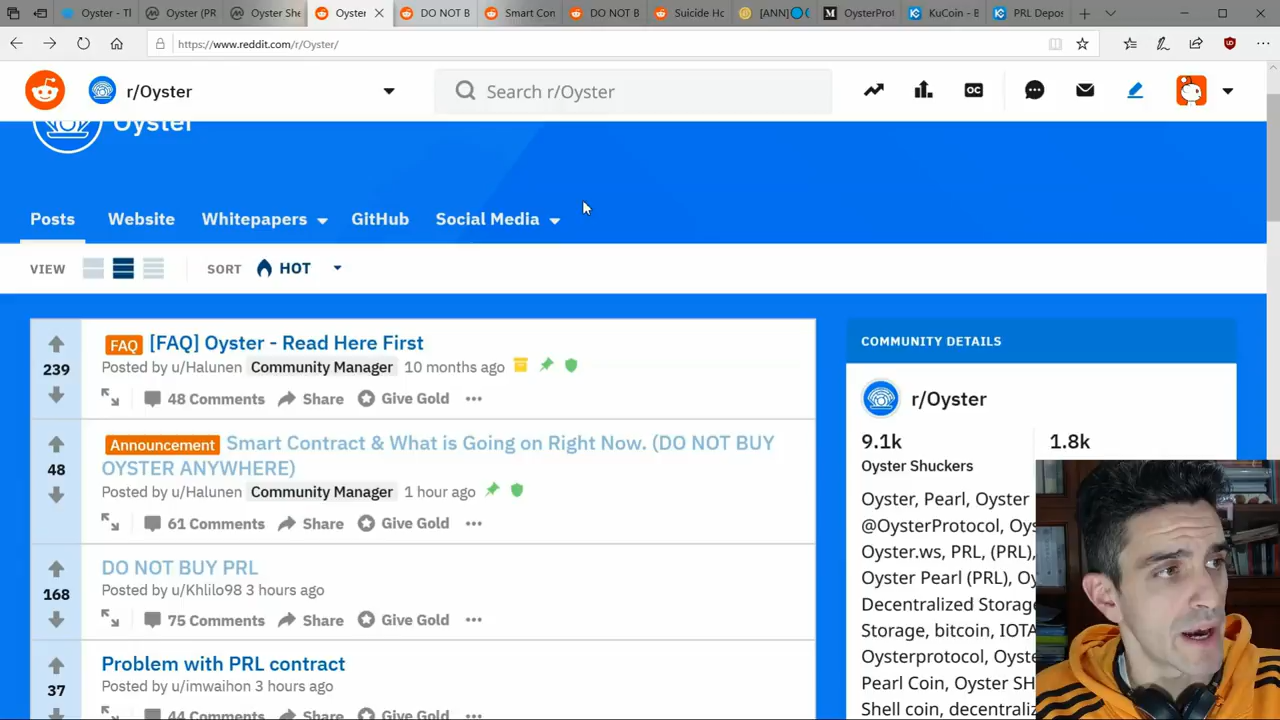 Oyster - Tl
Oyster (PR
Oyster She
Oyster
DO NOT B
Smart Con
DO NOT B
Suicide Ho
[ANN]
OysterProt
KuCoin - B
PRL Depos
https://www.reddit.com/r/Oyster/
r/Oyster
Search r/Oyster
OC
Oyster
Posts
Website
Whitepapers
GitHub
Social Media
VIEW
SORT
HOT
239
FAQ [FAQ] Oyster - Read Here First
Posted by u/Halunen Community Manager 10 months ago
48 Comments Share Give Gold
48
Announcement Smart Contract & What is Going on Right Now. (DO NOT BUY
OYSTER ANYWHERE)
Posted by u/Halunen Community Manager 1 hour ago
61 Comments Share Give Gold
168
DO NOT BUY PRL
Posted by u/Khlilo98 3 hours ago
75 Comments Share Give Gold
37
Problem with PRL contract
Posted by u/imwaihon 3 hours ago
44 Comments Share Give Gold
COMMUNITY DETAILS
r/Oyster
9.1k
1.8k
Oyster Shuckers
Oyster, Pearl, Oyster
@OysterProtocol, Oys
Oyster.ws, PRL, (PRL),
Oyster Pearl (PRL), Oy
Decentralized Storage
Storage, bitcoin, IOTA
Oysterprotocol, Oyste
Pearl Coin, Oyster SH
Shell coin, decentraliz